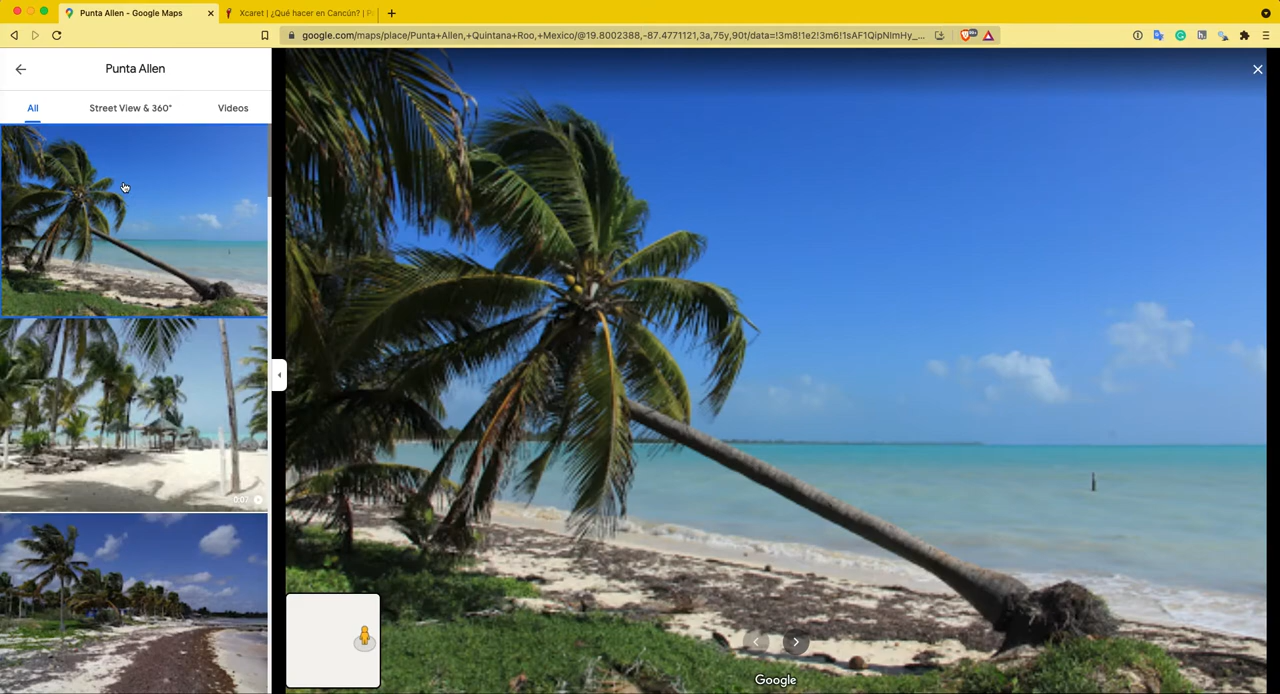 Punta Allen - Google Maps
Xcaret | ¿Qué hacer en Cancún? | P
google.com/maps/place/Punta+Allen,+Quintana+Roo,+Mexico/@19.8002388,-87.4771121,3a,75y,90t/data=!3m8!1e2!3m6!1sAF1QipNlmHy_...
99+
Punta Allen
All
Street View & 360°
Videos
0:07
Google